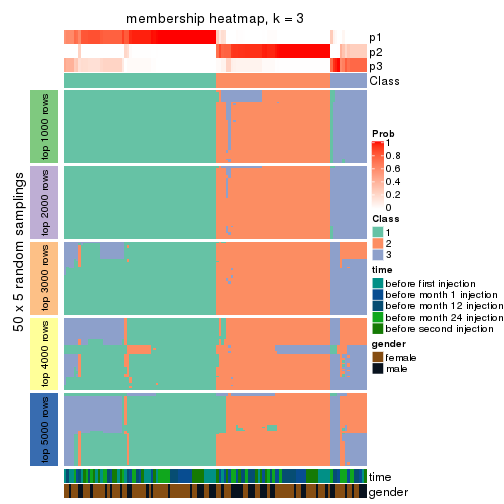 membership heatmap, k = 3
p1
p2
p3
Class
50 x 5 random samplings
top 1000 rows
top 2000 rows
top 3000 rows
top 4000 rows
top 5000 rows
time
gender
Prob
1
0.8
0.6
0.4
0.2
0
Class
1
2
3
time
before first injection
before month 1 injection
before month 12 injection
before month 24 injection
before second injection
gender
female
male